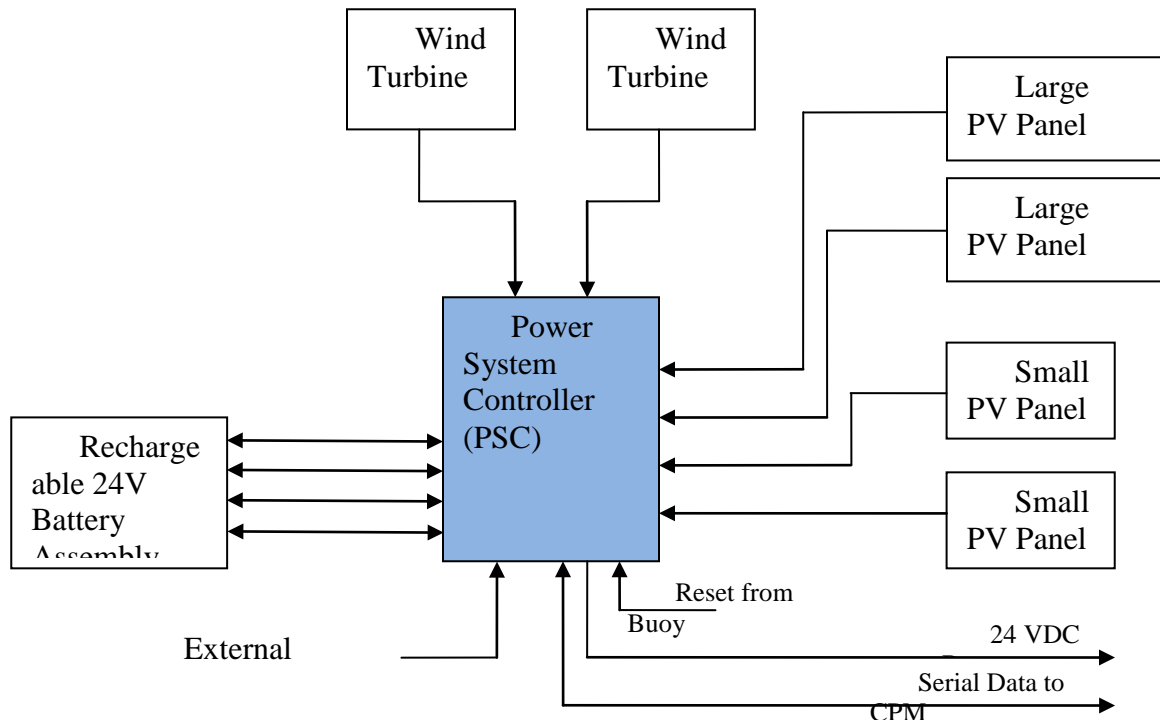 Wind
Turbine
Wind
Turbine
Large
PV Panel
Large
PV Panel
Power
System
Controller
(PSC)
Small
PV Panel
Recharge
able 24V
Battery
Assembly
Small
PV Panel
Reset from
Buoy
External
24 VDC
Serial Data to
CPM